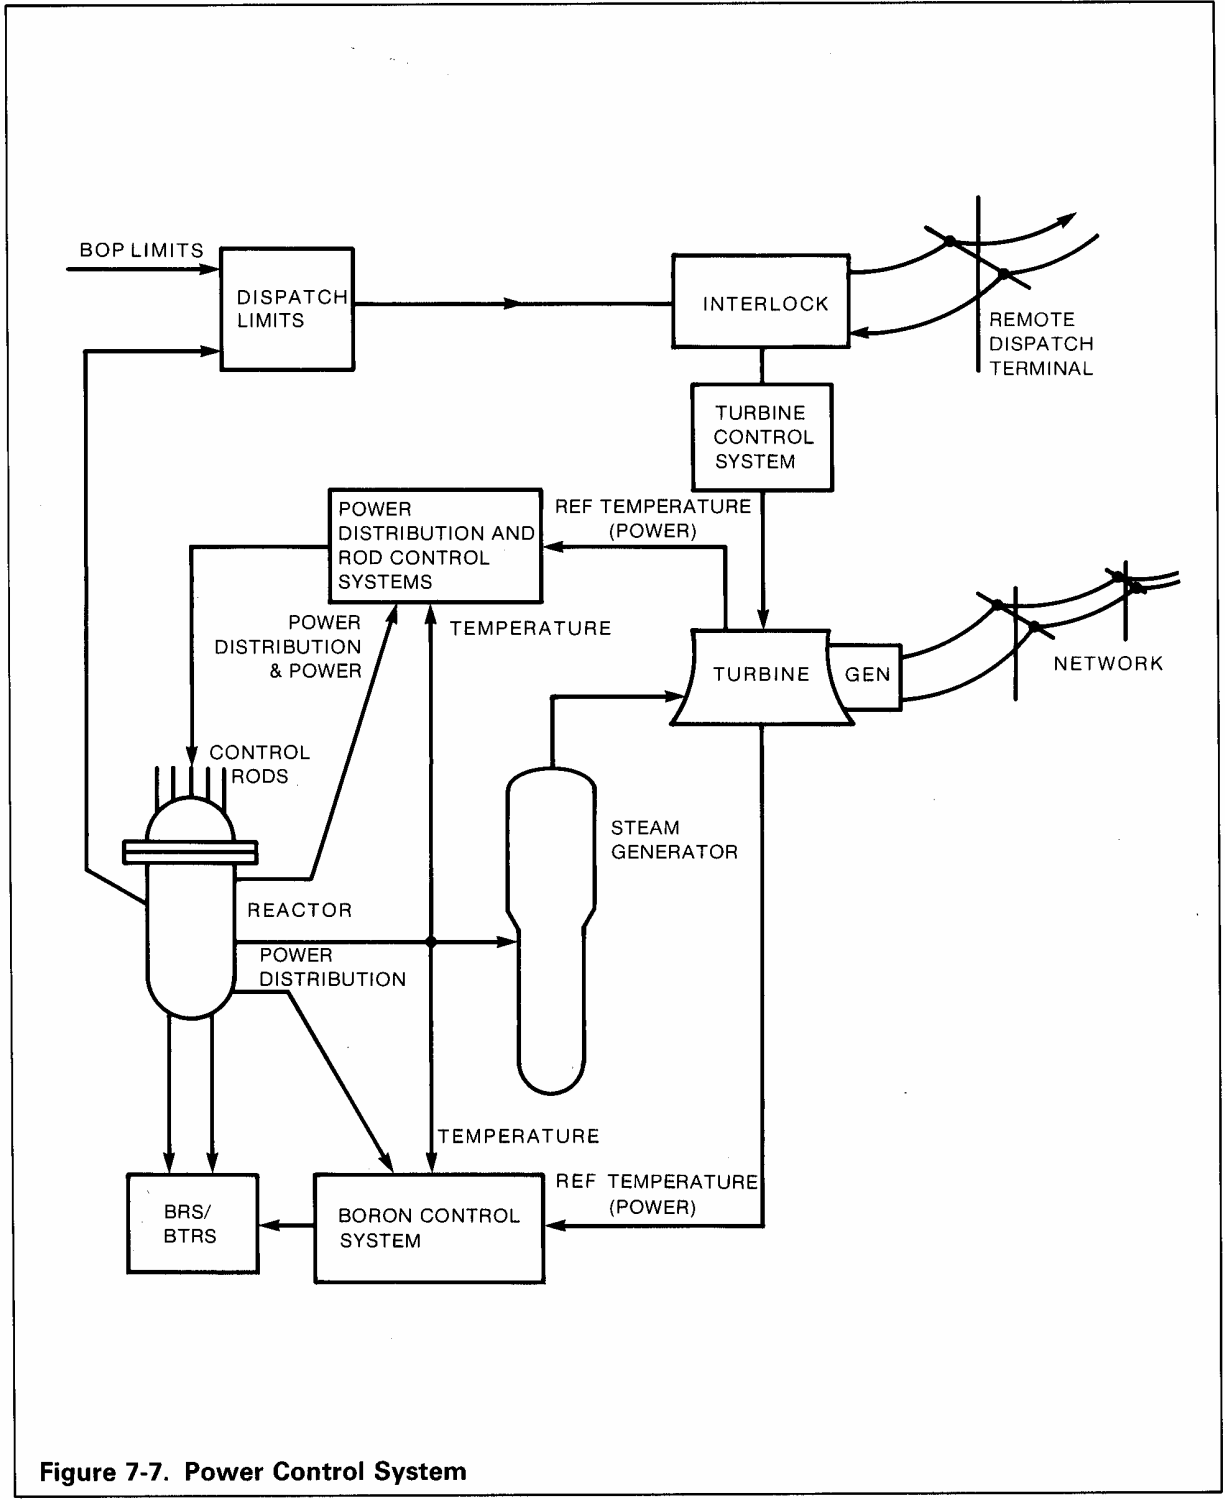 BOP LIMITS
DISPATCH
LIMITS
INTERLOCK
REMOTE
DISPATCH
TERMINAL
TURBINE
CONTROL
SYSTEM
POWER
DISTRIBUTION AND
ROD CONTROL
SYSTEMS
REF TEMPERATURE
(POWER)
POWER
DISTRIBUTION
& POWER
TEMPERATURE
TURBINE
GEN
NETWORK
CONTROL
RODS
STEAM
GENERATOR
REACTOR
POWER
DISTRIBUTION
TEMPERATURE
REF TEMPERATURE
(POWER)
BRS/
BTRS
BORON CONTROL
SYSTEM
Figure 7-7. Power Control System